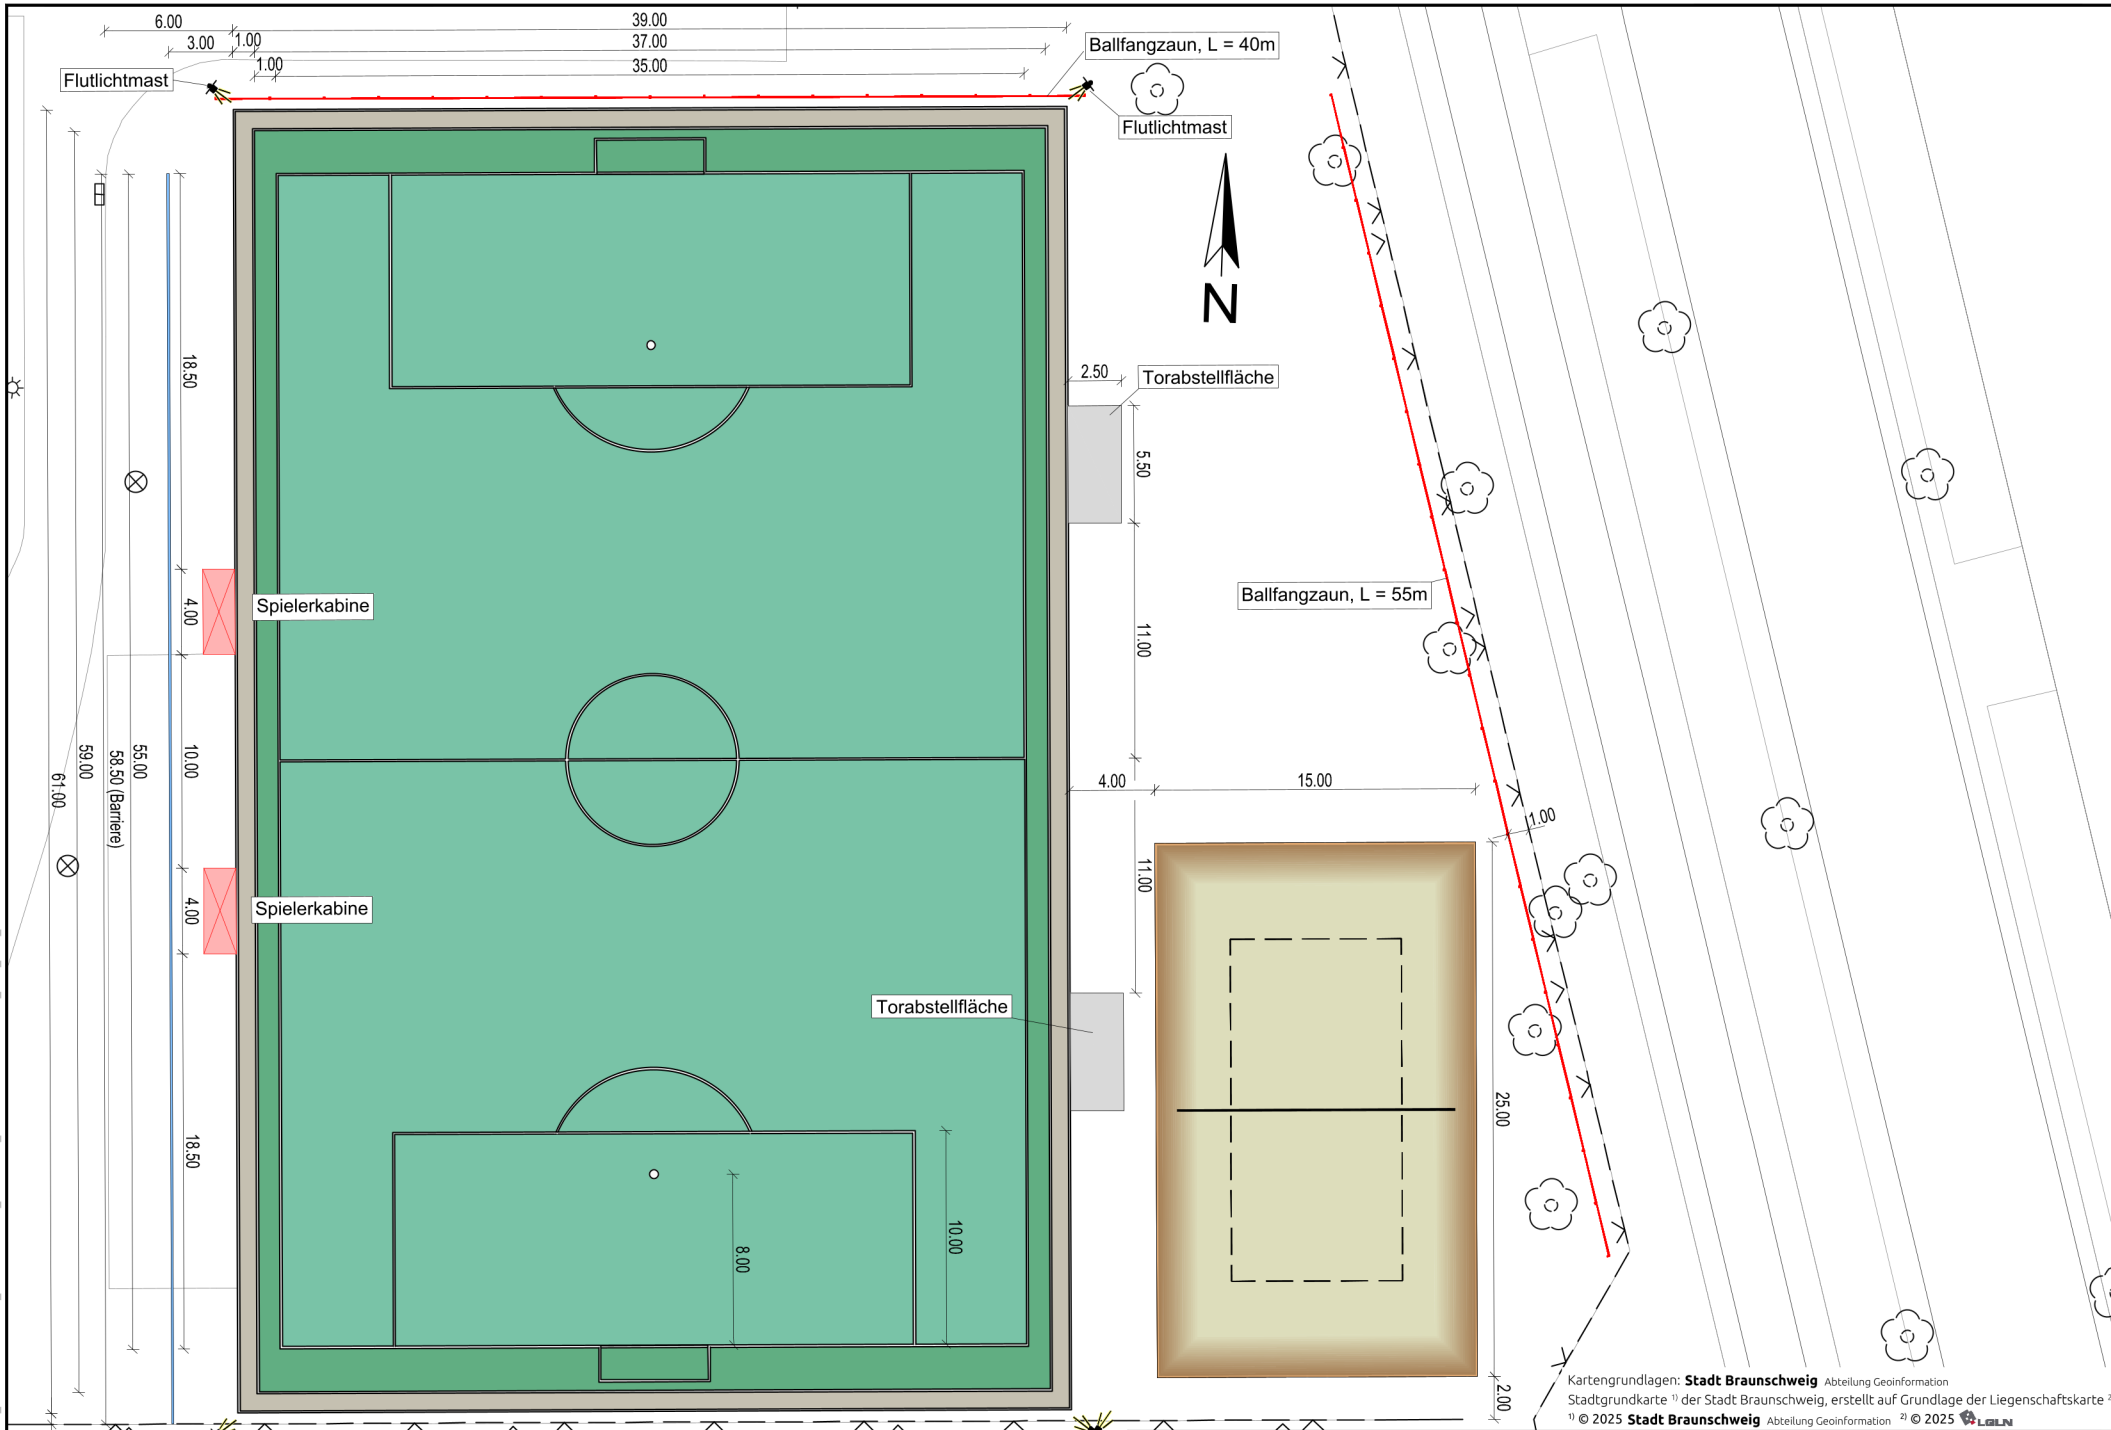 6.00
39.00
3.00
1.00
37.00
1.00
35.00
Ballfangzaun, L = 40m
Flutlichtmast
Flutlichtmast
N
18.50
2.50
Torabstellfläche
5.50
4.00
Spielerkabine
11.00
Ballfangzaun, L = 55m
61.00
59.00
58.50 (Barriere)
55.00
10.00
4.00
15.00
1.00
11.00
4.00
Spielerkabine
Torabstellfläche
18.50
25.00
8.00
10.00
2.00
Kartengrundlagen: Stadt Braunschweig Abteilung Geoinformation
Stadtgrundkarte 1) der Stadt Braunschweig, erstellt auf Grundlage der Liegenschaftskarte 2
1) © 2025 Stadt Braunschweig Abteilung Geoinformation 2) © 2025 LGLN